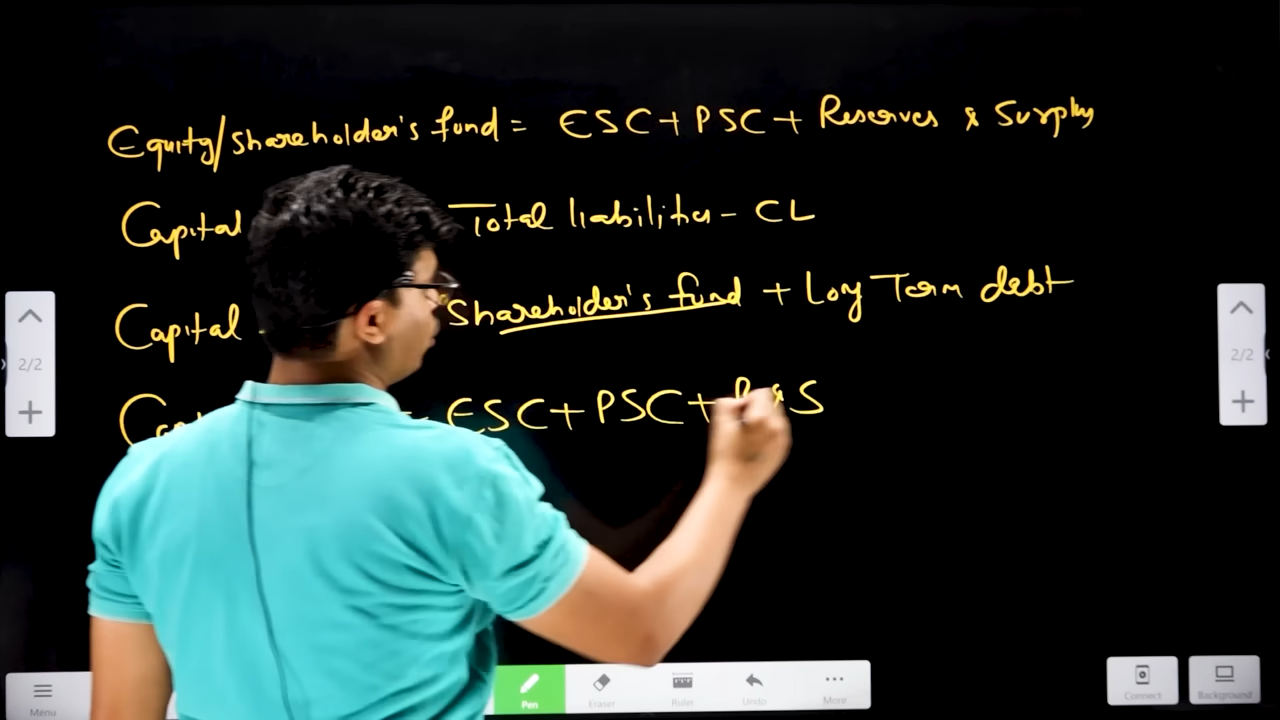 Equity/Shareholder's fund = ESC + PSC + Reserves & Surplus
Capital Total liabilities - CL
Capital Shareholder's fund + Long Term debt
= ESC + PSC + R&S
2/2
2/2
Menu
Pen
Eraser
Ruler
Undo
More
Connect
Background